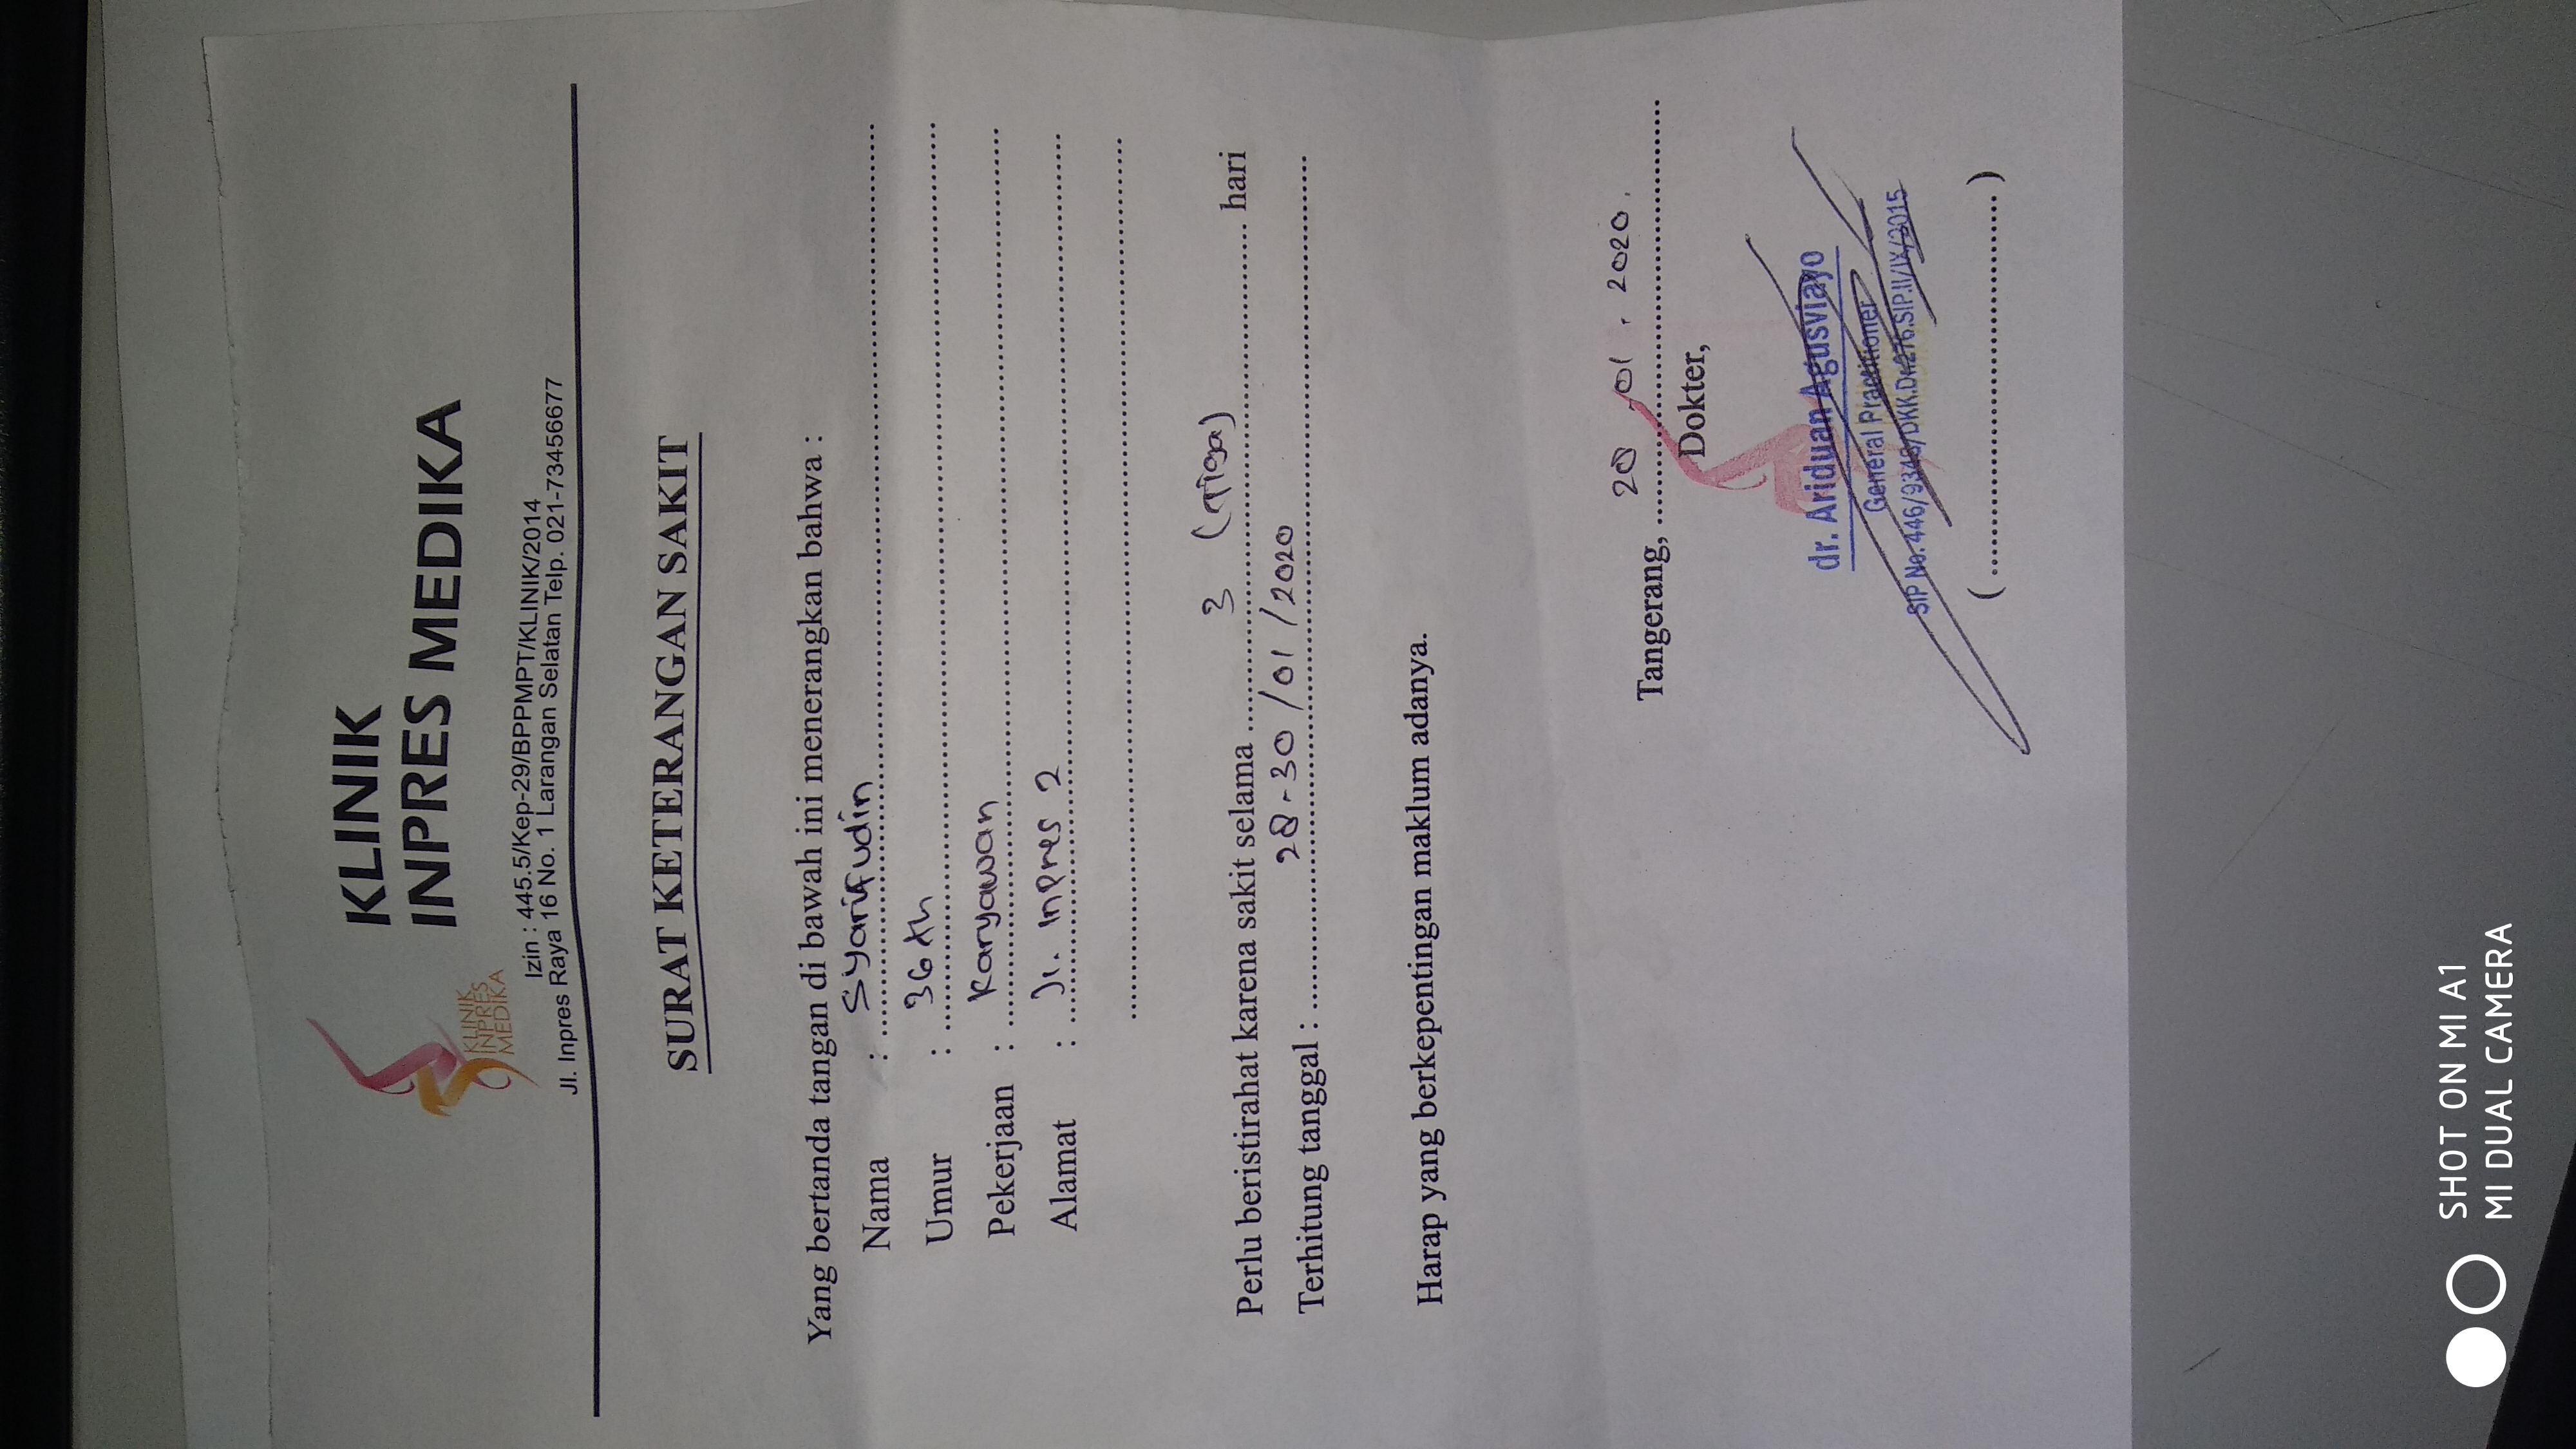 KLINIK
INPRES MEDIKA
KLINIK
INPRES
MEDIKA
Izin : 445.5/Kep-29/BPPMPT/KLINIK/2014
Jl. Inpres Raya 16 No. 1 Larangan Selatan Telp. 021-73456677
SURAT KETERANGAN SAKIT
Yang bertanda tangan di bawah ini menerangkan bahwa :
Nama : Syarifudin
Umur : 36 th
Pekerjaan : Karyawan
Alamat : Jl. Inpres 2
Perlu beristirahat karena sakit selama 3 (Tiga) hari
Terhitung tanggal : 28-30/01/2020
Harap yang berkepentingan maklum adanya.
Tangerang, 28 . 01 . 2020 .
Dokter,
dr. Ariduan Agusviayo
General Practitioner
SIP No. 446/9348/DKK.Dr.276.SIP.II/IX/2015
(..........)
SHOT ON MI A1
MI DUAL CAMERA